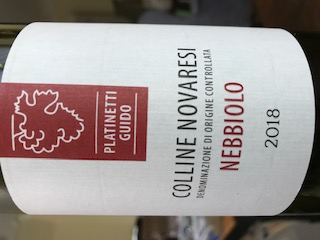 PLATINETTI
GUIDO
COLLINE NOVARESI
DENOMINAZIONE DI ORIGINE CONTROLLATA
NEBBIOLO
2018